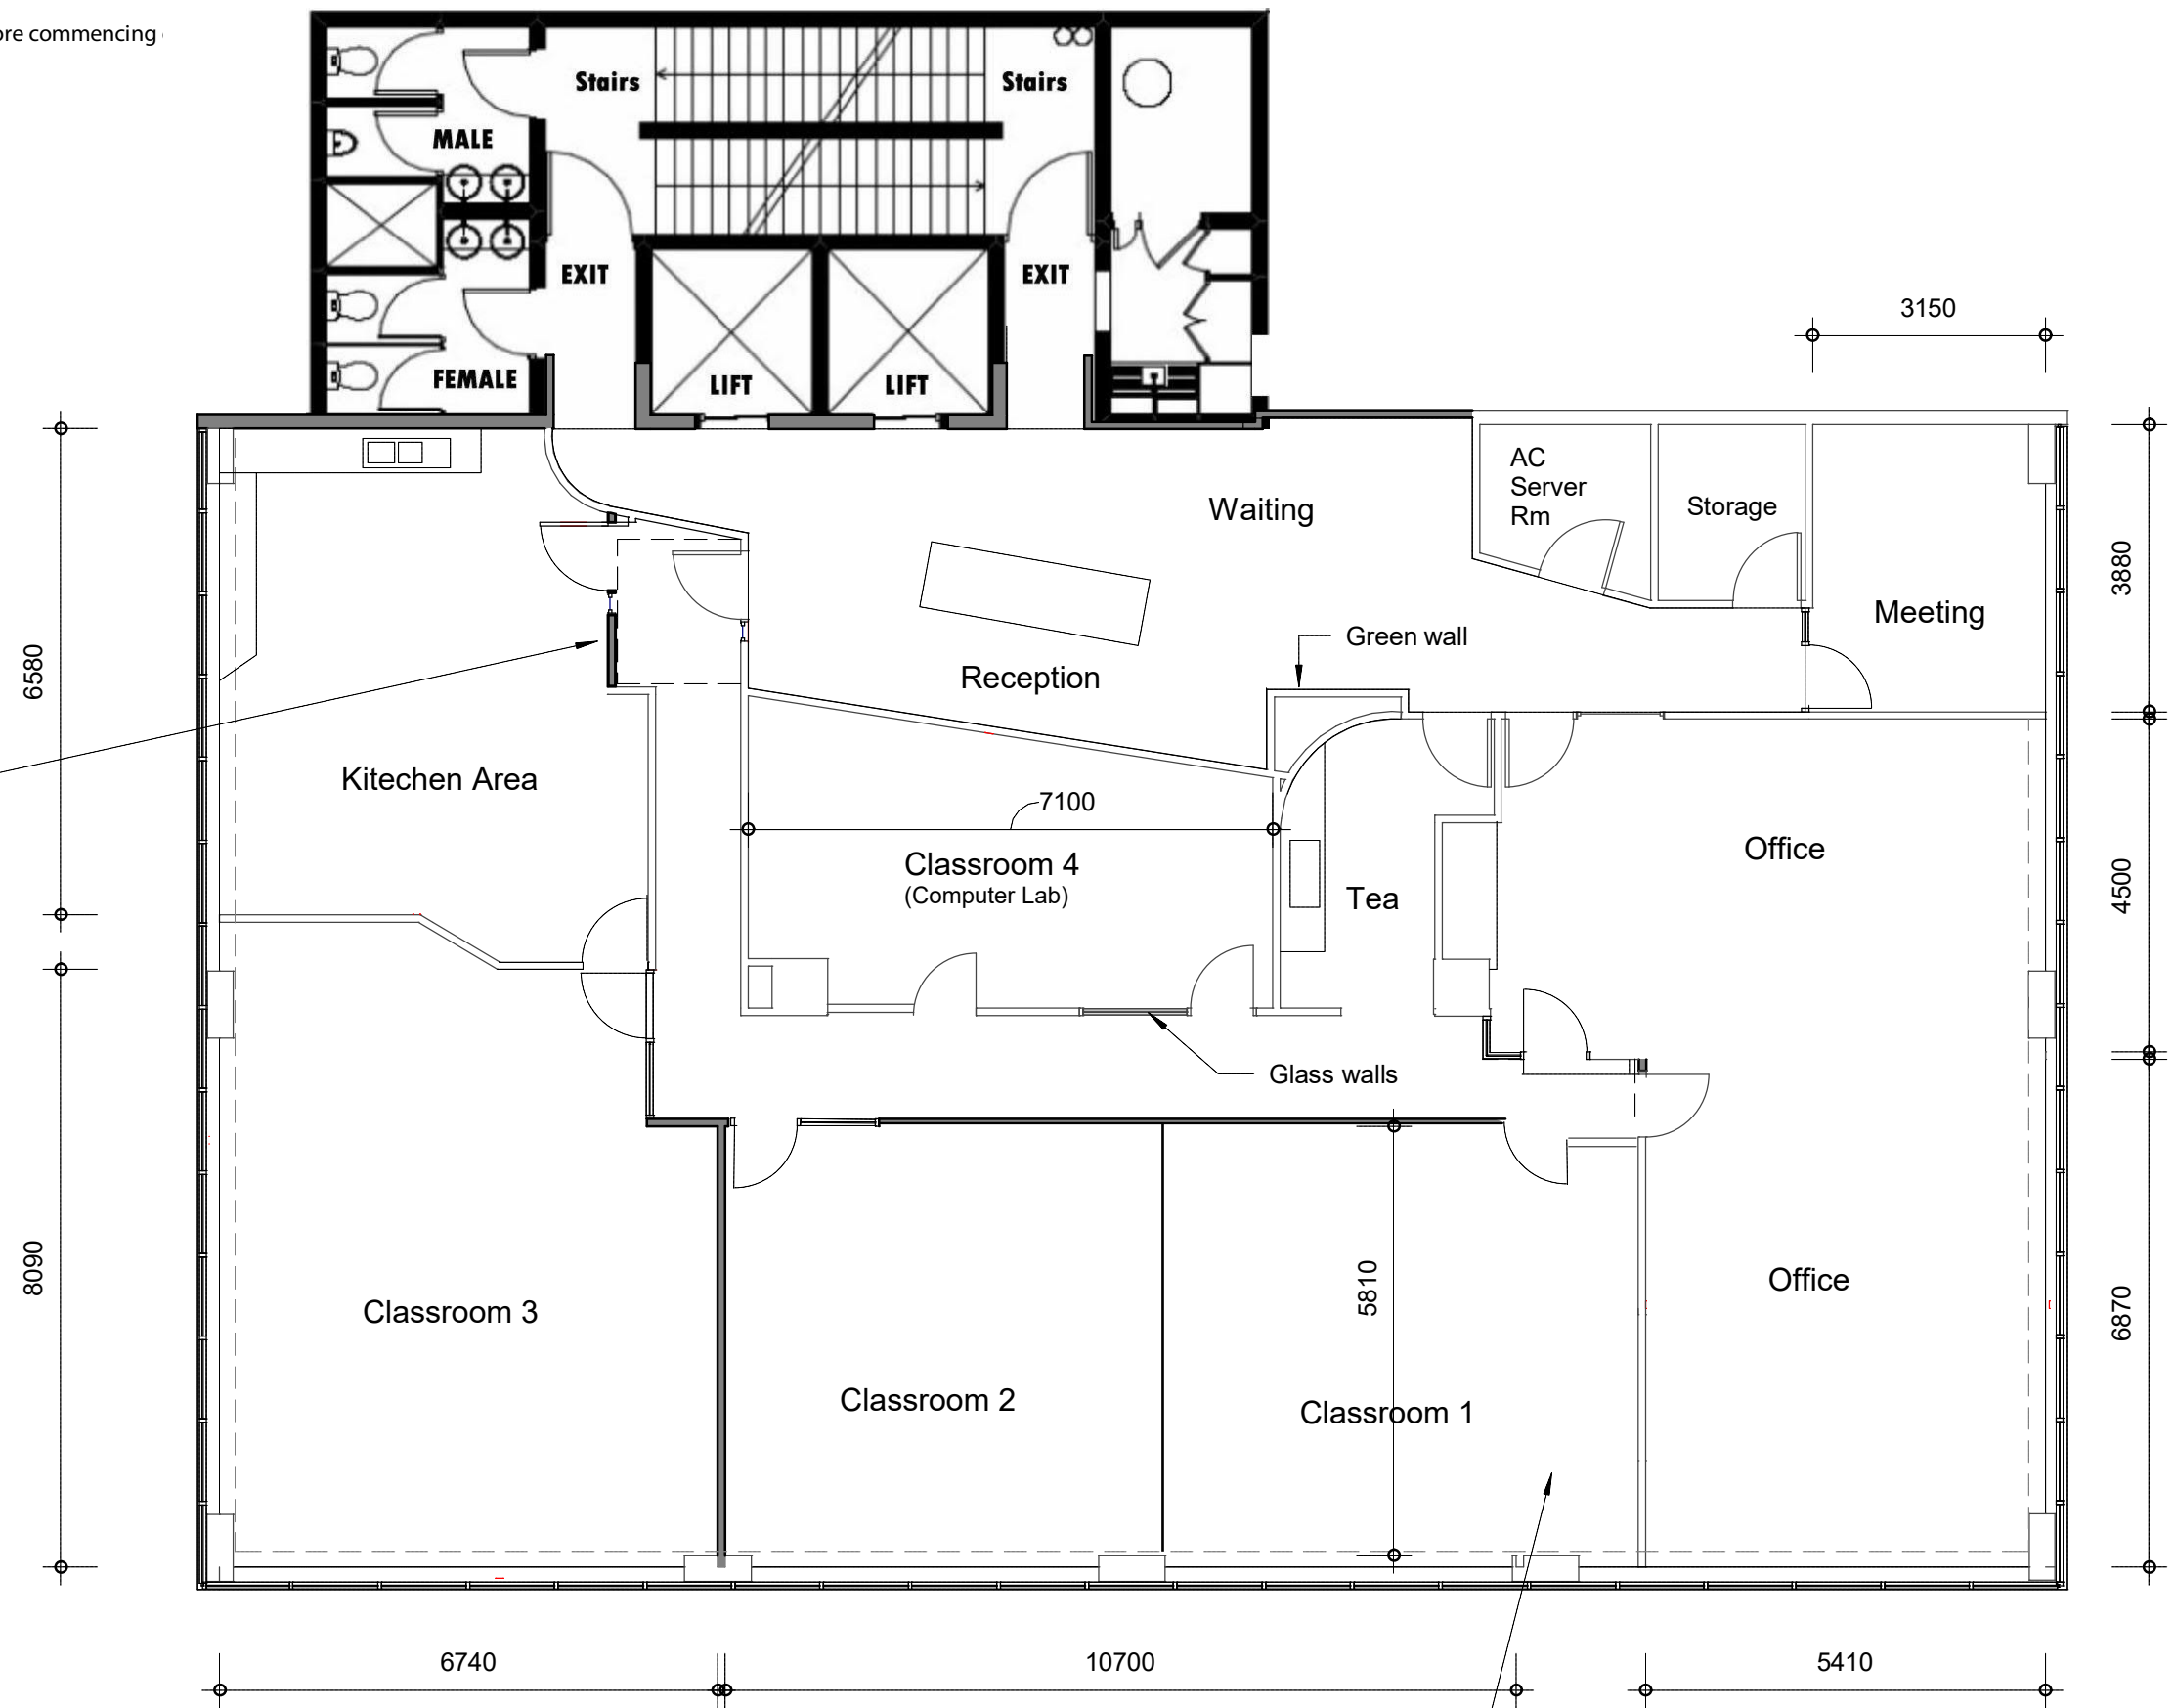 ore commencing
Stairs
Stairs
MALE
EXIT
EXIT
FEMALE
LIFT
LIFT
3150
AC
Server
Rm
Storage
Waiting
Meeting
3880
Green wall
Reception
6580
Kitechen Area
7100
Classroom 4
(Computer Lab)
Tea
Office
4500
Glass walls
8090
Classroom 3
5810
Office
6870
Classroom 2
Classroom 1
6740
10700
5410